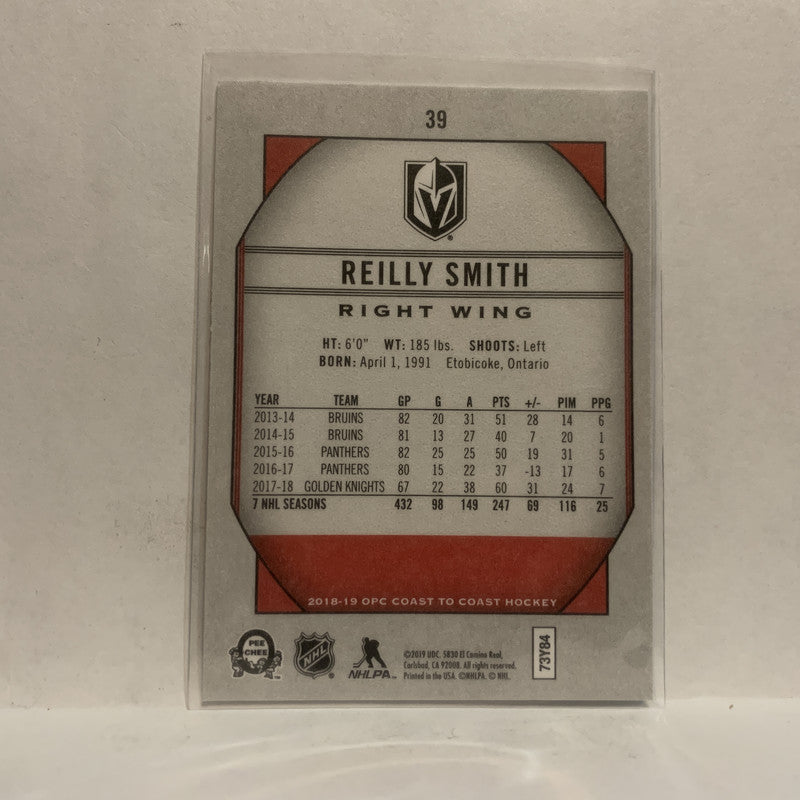 39
REILLY SMITH
RIGHT WING
HT: 6'0" WT: 185 lbs. SHOOTS: Left
BORN: April 1, 1991 Etobicoke, Ontario
YEAR TEAM GP G A PTS +/- PIM PPG
2013-14 BRUINS 82 20 31 51 28 14 6
2014-15 BRUINS 81 13 27 40 7 20 1
2015-16 PANTHERS 82 25 25 50 19 31 5
2016-17 PANTHERS 80 15 22 37 -13 17 6
2017-18 GOLDEN KNIGHTS 67 22 38 60 31 24 7
7 NHL SEASONS 432 98 149 247 69 116 25
2018-19 OPC COAST TO COAST HOCKEY
PEE CHEE
NHL
NHLPA
©2019 UDC. 5830 El Camino Real,
Carlsbad, CA 92008. All rights reserved.
Printed in the USA. ©NHLPA. © NHL.
73Y84